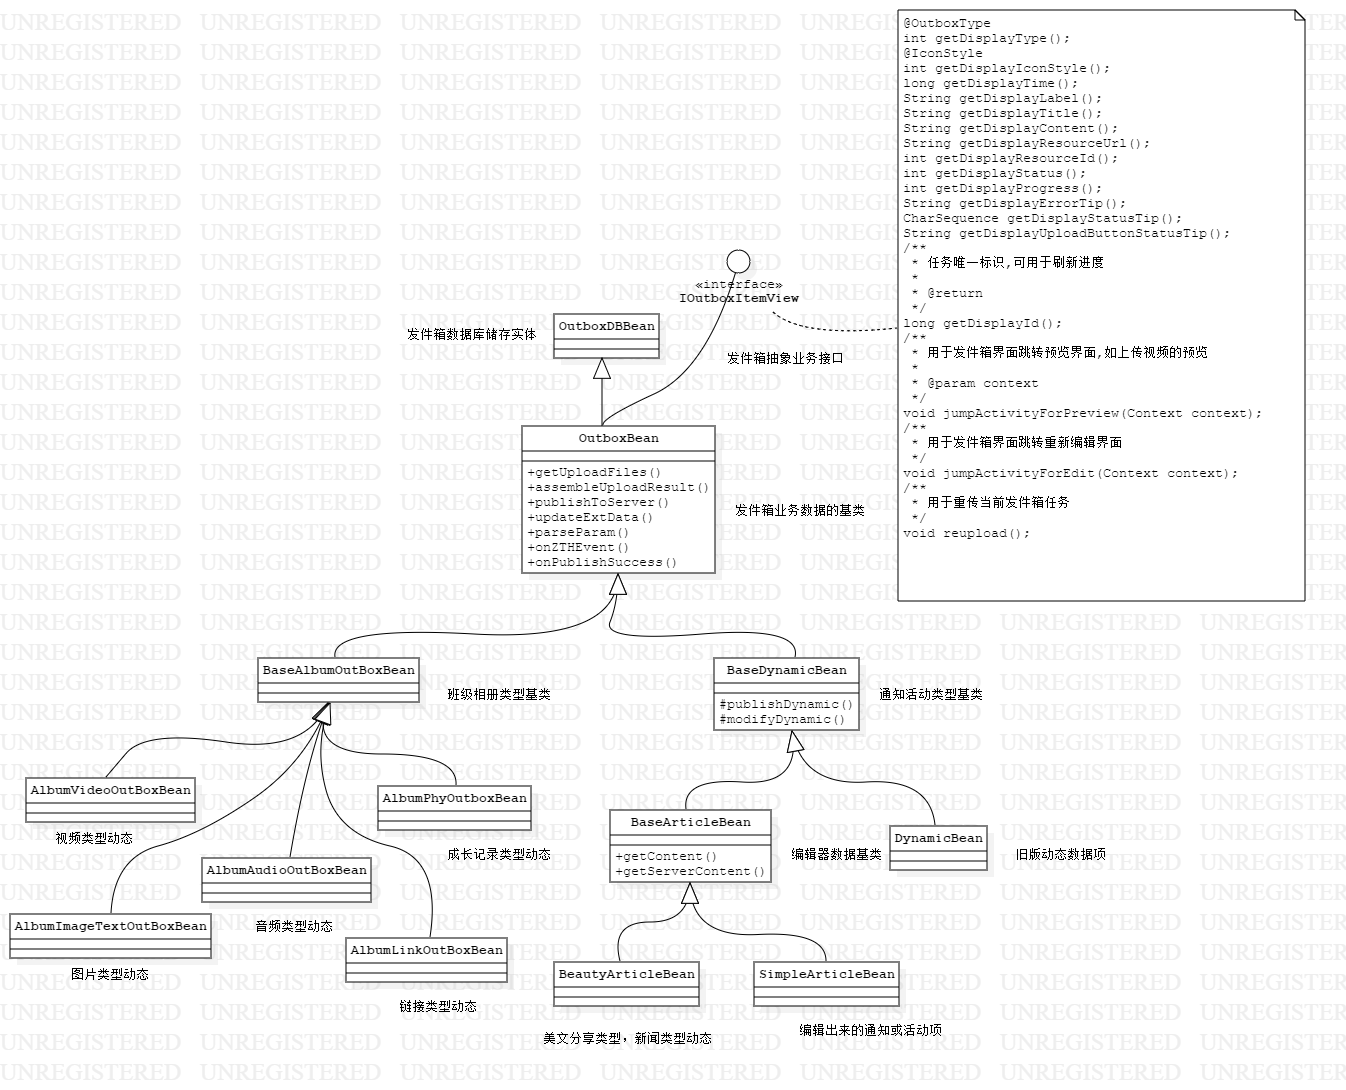 @OutboxType
int getDisplayType();
@IconStyle
int getDisplayIconStyle();
long getDisplayTime();
String getDisplayLabel();
String getDisplayTitle();
String getDisplayContent();
String getDisplayResourceUrl();
int getDisplayResourceId();
int getDisplayStatus();
int getDisplayProgress();
String getDisplayErrorTip();
CharSequence getDisplayStatusTip();
String getDisplayUploadButtonStatusTip();
/**
* 任务唯一标识,可用于刷新进度
*
* @return
*/
long getDisplayId();
/**
* 用于发件箱界面跳转预览界面,如上传视频的预览
*
* @param context
*/
void jumpActivityForPreview(Context context);
/**
* 用于发件箱界面跳转重新编辑界面
*/
void jumpActivityForEdit(Context context);
/**
* 用于重传当前发件箱任务
*/
void reupload();
«interface»
IOutboxItemView
发件箱抽象业务接口
发件箱数据库储存实体
OutboxDBBean
OutboxBean
+getUploadFiles()
+assembleUploadResult()
+publishToServer()
+updateExtData()
+parseParam()
+onZTHEvent()
+onPublishSuccess()
发件箱业务数据的基类
BaseAlbumOutBoxBean
班级相册类型基类
BaseDynamicBean
#publishDynamic()
#modifyDynamic()
通知活动类型基类
AlbumVideoOutBoxBean
视频类型动态
AlbumPhyOutboxBean
成长记录类型动态
AlbumAudioOutBoxBean
音频类型动态
AlbumImageTextOutBoxBean
图片类型动态
AlbumLinkOutBoxBean
链接类型动态
BaseArticleBean
+getContent()
+getServerContent()
编辑器数据基类
DynamicBean
旧版动态数据项
BeautyArticleBean
美文分享类型，新闻类型动态
SimpleArticleBean
编辑出来的通知或活动项
UNREGISTERED